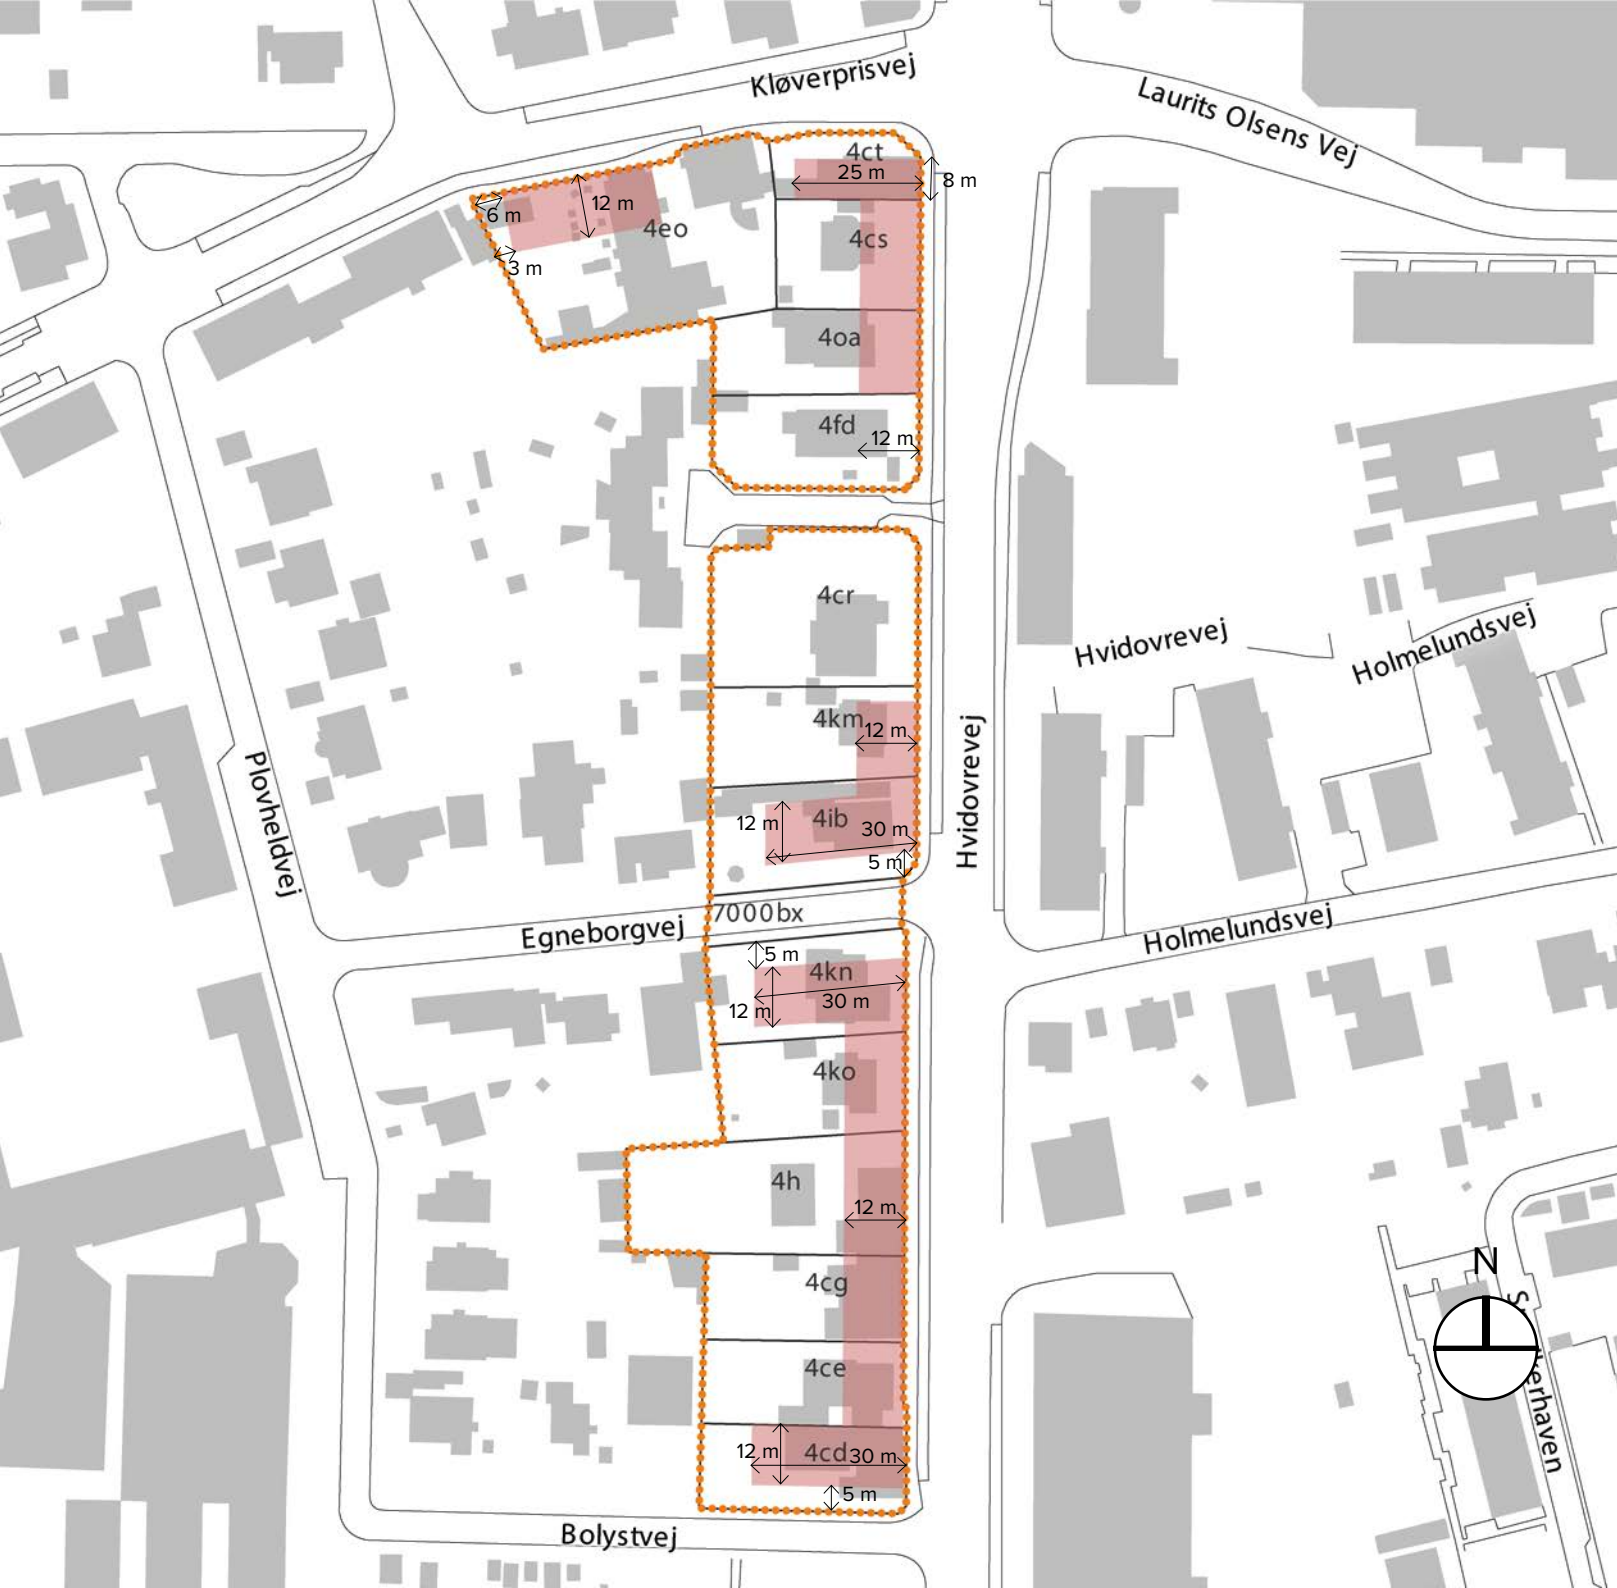 Kløverprisvej
Laurits Olsens Vej
4ct
25 m
8 m
6 m
12 m
4eo
4cs
3 m
4oa
4fd
12 m
4cr
Hvidovrevej
Holmelundsvej
4km
12 m
Hvidovrevej
Plovheldvej
12 m
4ib
30 m
5 m
7000bx
Egneborgvej
Holmelundsvej
5 m
4kn
30 m
12 m
4ko
4h
12 m
N
4cg
4ce
12 m
4cd
30 m
5 m
Bolystvej